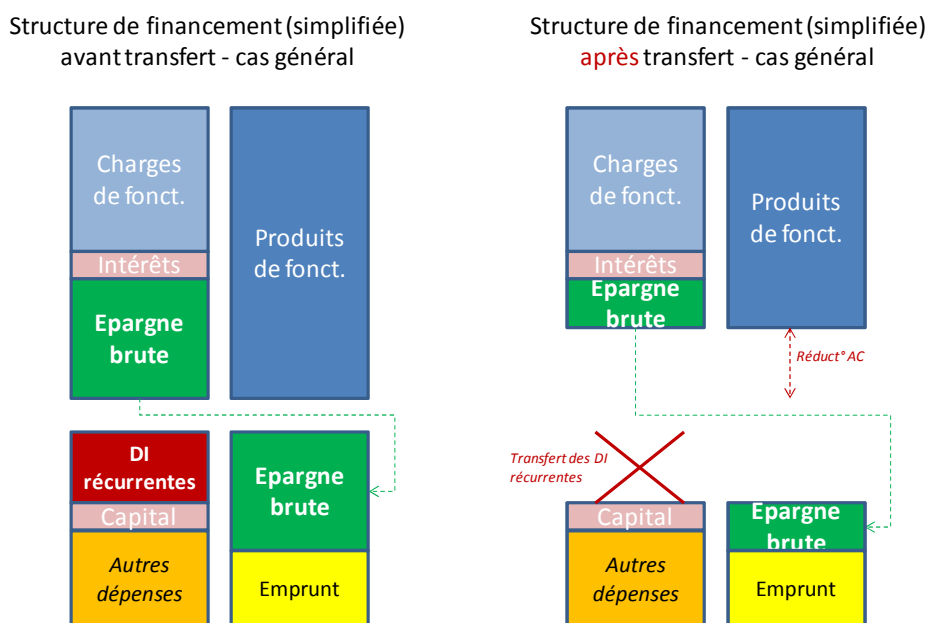 Structure de financement (simplifiée)
avant transfert - cas général
Charges
de fonct.
Intérêts
Epargne
brute
Produits
de fonct.
DI
récurrentes
Capital
Autres
dépenses
Epargne
brute
Emprunt
Structure de financement (simplifiée)
après transfert - cas général
Charges
de fonct.
Intérêts
Epargne
brute
Produits
de fonct.
Réduct° AC
Transfert des DI
récurrentes
Capital
Autres
dépenses
Epargne
brute
Emprunt